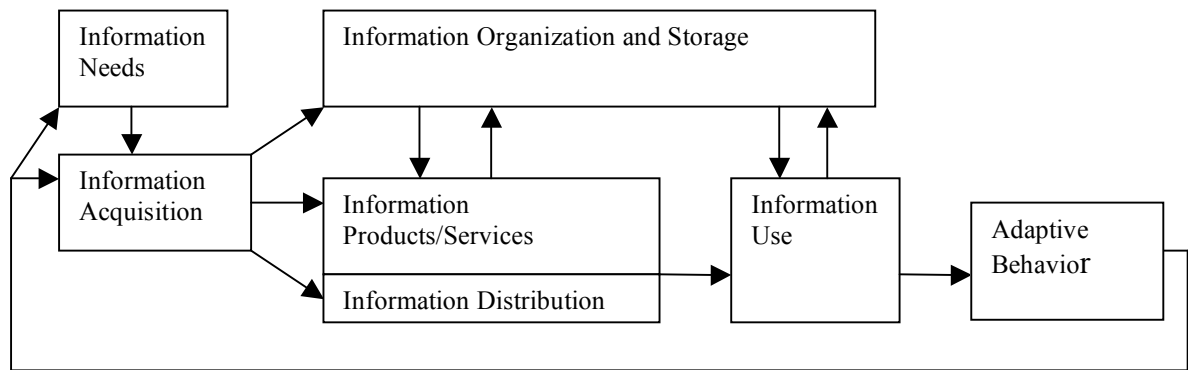 Information
Needs
Information Organization and Storage
Information
Acquisition
Information
Products/Services
Information Distribution
Information
Use
Adaptive
Behavior